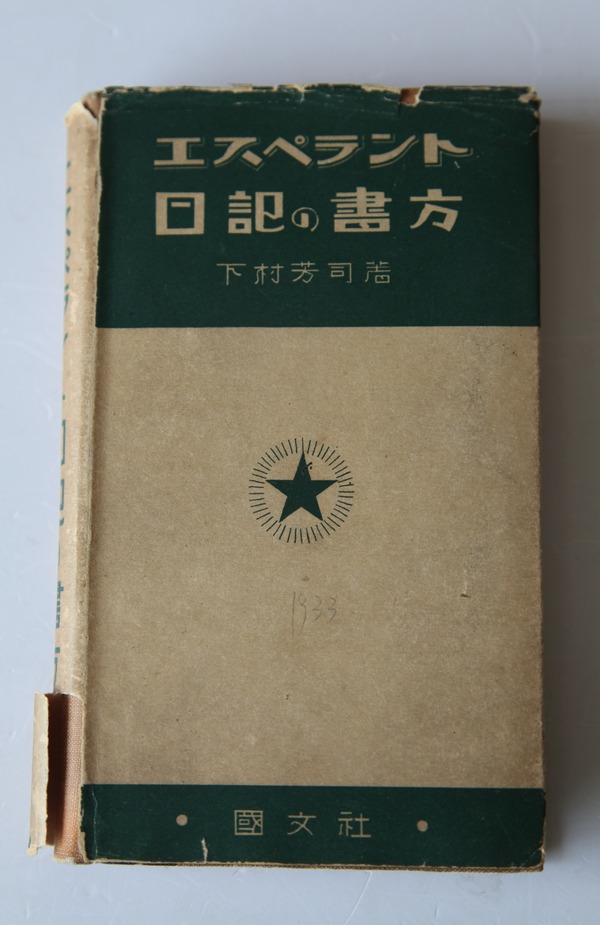 エスペラント
日記の書方
下村芳司著
1933
國文社